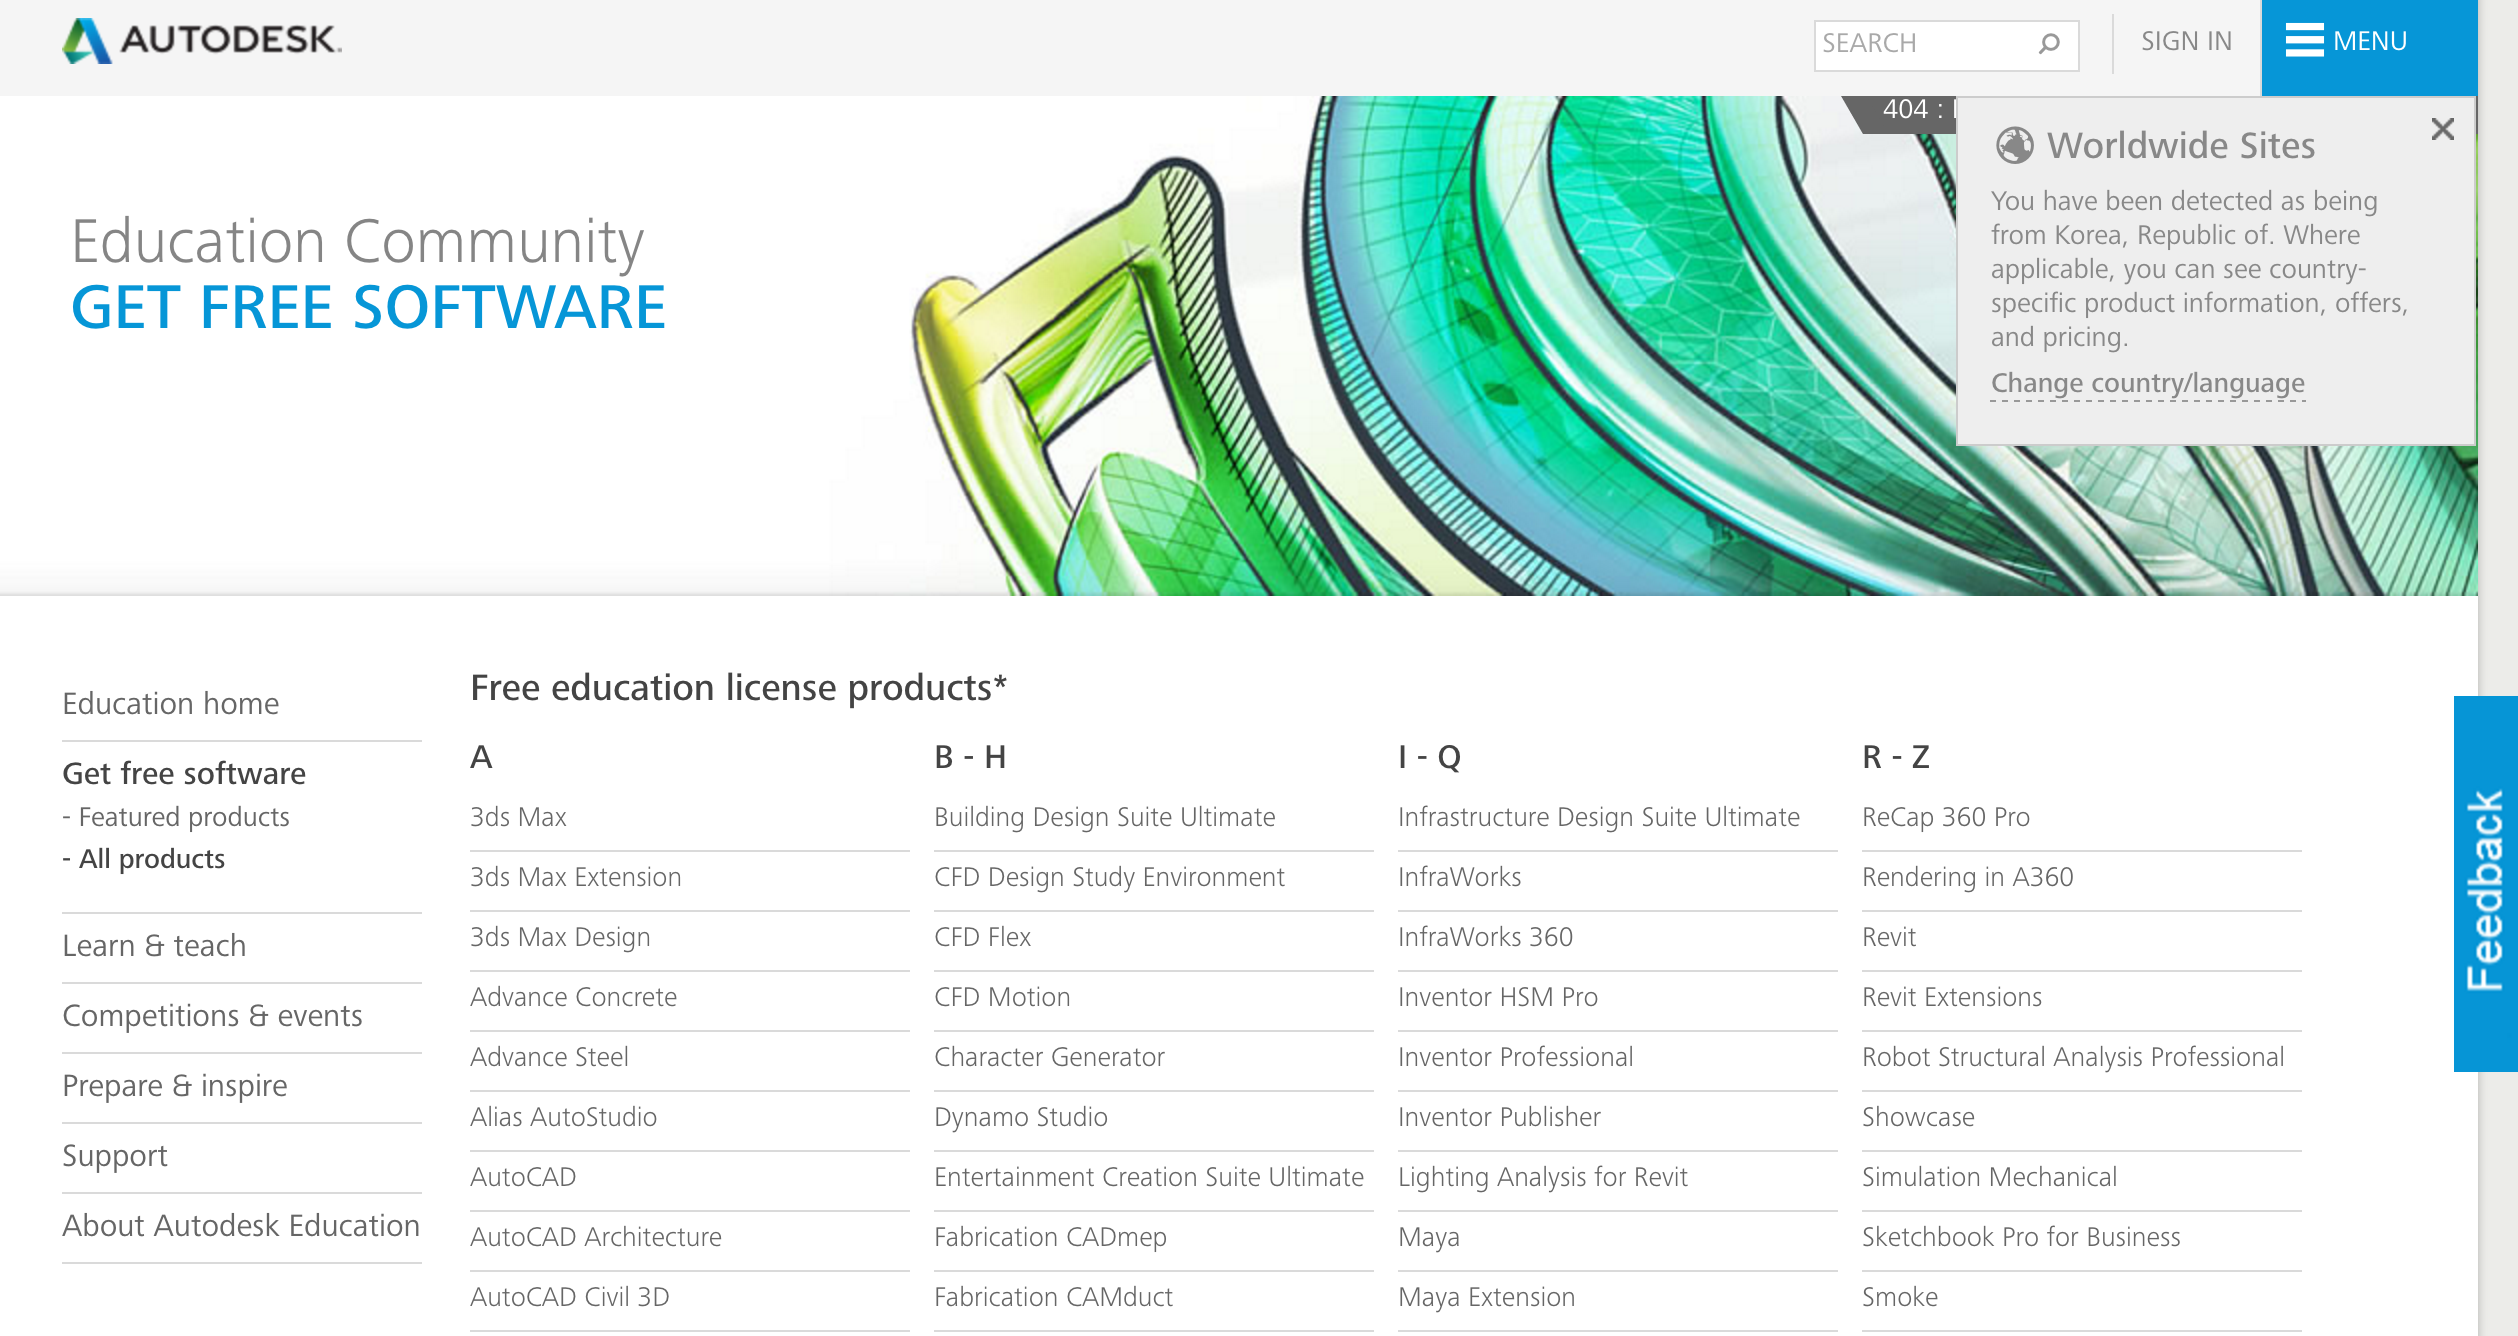 AUTODESK.
SEARCH
SIGN IN
MENU
404 :
Worldwide Sites
You have been detected as being
from Korea, Republic of. Where
applicable, you can see country-
specific product information, offers,
and pricing.
Change country/language
Education Community
GET FREE SOFTWARE
Education home
Get free software
- Featured products
- All products
Learn & teach
Competitions & events
Prepare & inspire
Support
About Autodesk Education
Free education license products*
A
3ds Max
3ds Max Extension
3ds Max Design
Advance Concrete
Advance Steel
Alias AutoStudio
AutoCAD
AutoCAD Architecture
AutoCAD Civil 3D
B - H
Building Design Suite Ultimate
CFD Design Study Environment
CFD Flex
CFD Motion
Character Generator
Dynamo Studio
Entertainment Creation Suite Ultimate
Fabrication CADmep
Fabrication CAMduct
I - Q
Infrastructure Design Suite Ultimate
InfraWorks
InfraWorks 360
Inventor HSM Pro
Inventor Professional
Inventor Publisher
Lighting Analysis for Revit
Maya
Maya Extension
R - Z
ReCap 360 Pro
Rendering in A360
Revit
Revit Extensions
Robot Structural Analysis Professional
Showcase
Simulation Mechanical
Sketchbook Pro for Business
Smoke
Feedback